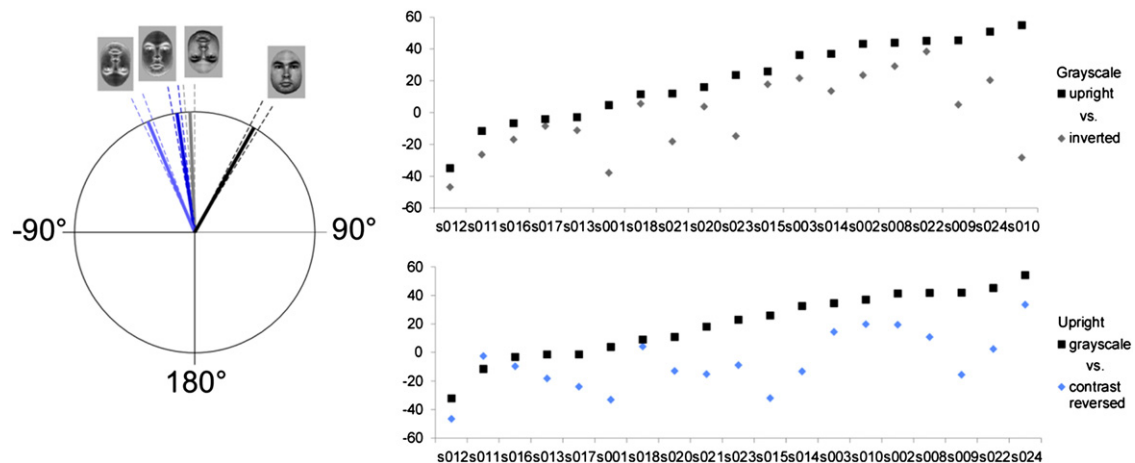 -90°
90°
180°
60
40
20
0
-20
-40
-60
s012s011s016s017s013s001s018s021s020s023s015s003s014s002s008s022s009s024s010
Grayscale
upright
vs.
inverted
60
40
20
0
-20
-40
-60
s012s011s016s013s017s001s018s020s021s023s015s014s003s010s002s008s009s022s024
Upright
grayscale
vs.
contrast
reversed